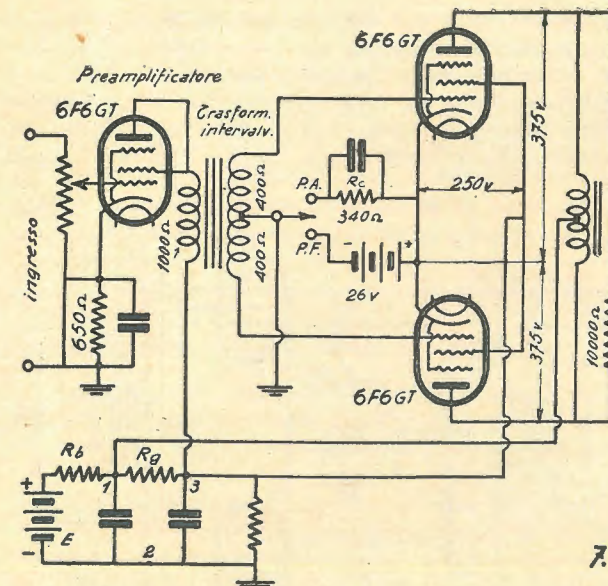 Preamplificatore
6F6GT
6F6GT
Trasform.
intervalv.
ingresso
650Ω
1000Ω
400Ω
400Ω
P.A.
Rc
340Ω
P.F.
- +
26v
250v
375v
375v
10000Ω
6F6GT
Rb
Rg
1
3
+
E
-
2
7.